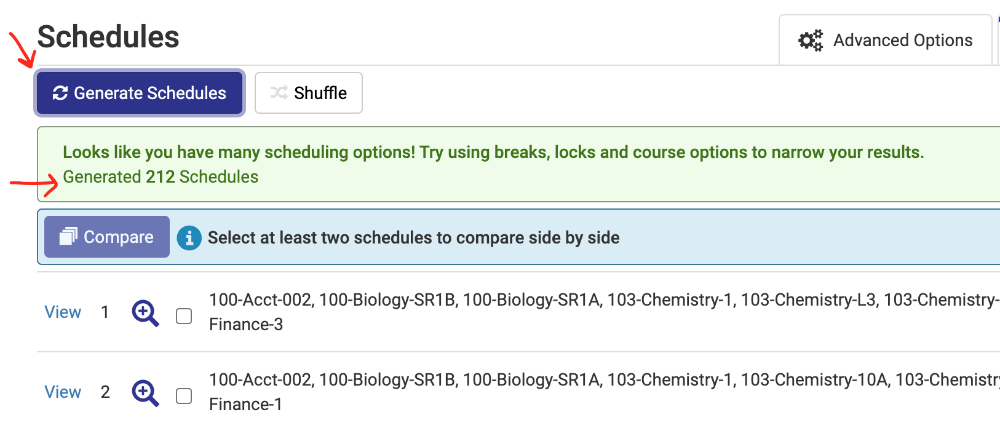 Schedules
Advanced Options
Generate Schedules
Shuffle
Looks like you have many scheduling options! Try using breaks, locks and course options to narrow your results.
Generated 212 Schedules
Compare
Select at least two schedules to compare side by side
View 1 100-Acct-002, 100-Biology-SR1B, 100-Biology-SR1A, 103-Chemistry-1, 103-Chemistry-L3, 103-Chemistry-
Finance-3
View 2 100-Acct-002, 100-Biology-SR1B, 100-Biology-SR1A, 103-Chemistry-1, 103-Chemistry-10A, 103-Chemistry
Finance-1